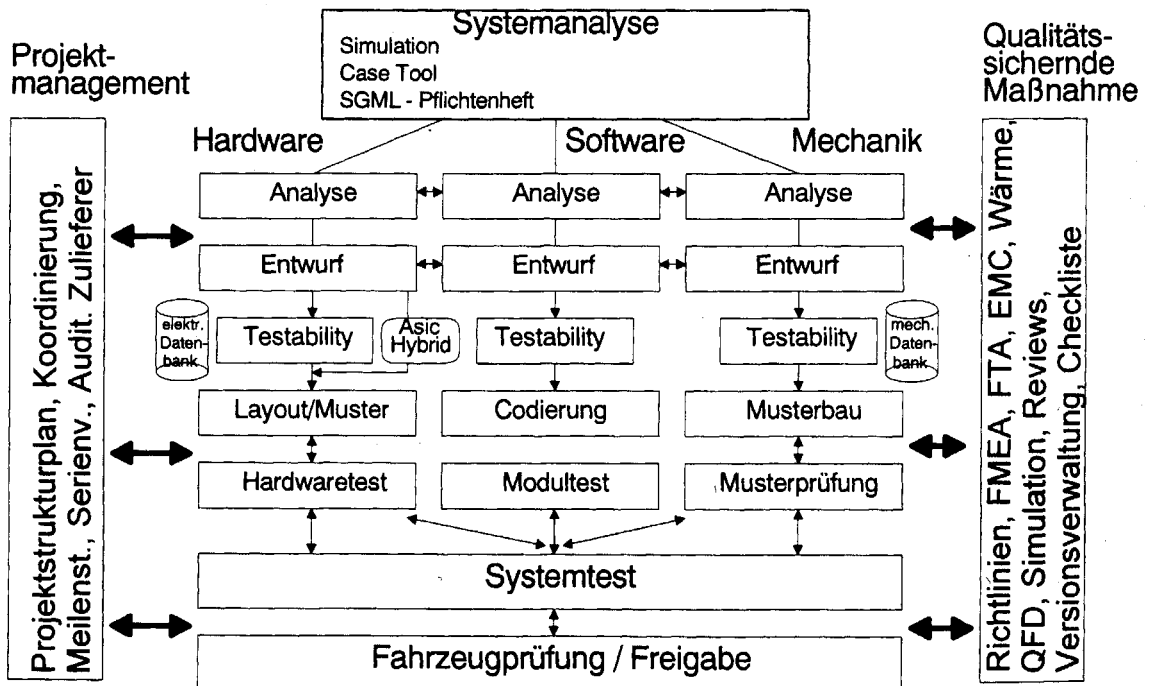 Systemanalyse
Simulation
Case Tool
SGML - Pflichtenheft
Projekt-
management
Qualitäts-
sichernde
Maßnahme
Hardware
Software
Mechanik
Analyse
Analyse
Analyse
Entwurf
Entwurf
Entwurf
elektr.
Daten-
bank
Testability
Asic
Hybrid
Testability
Testability
mech.
Daten-
bank
Layout/Muster
Codierung
Musterbau
Hardwaretest
Modultest
Musterprüfung
Systemtest
Fahrzeugprüfung / Freigabe
Projektstrukturplan, Koordinierung,
Meilenst., Serienv., Audit. Zulieferer
Richtlinien, FMEA, FTA, EMC, Wärme,
QFD, Simulation, Reviews,
Versionsverwaltung, Checkliste